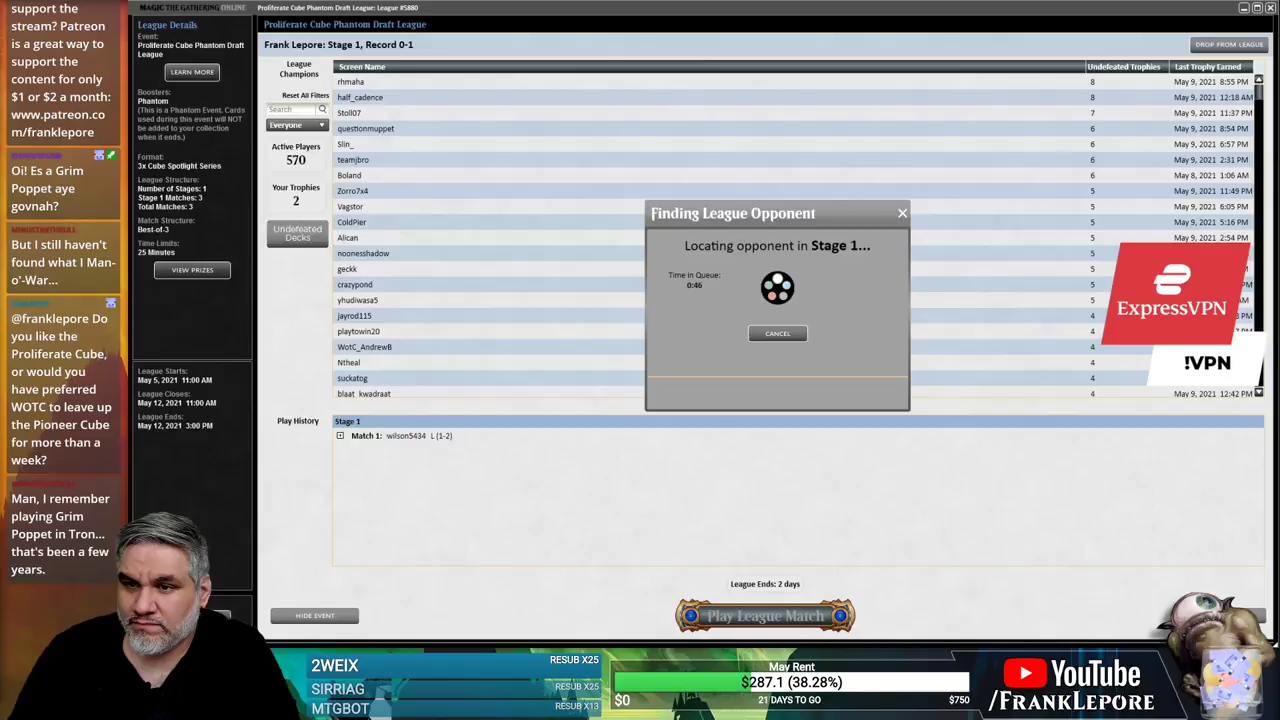 support the
stream? Patreon
is a great way to
support the
content for only
$1 or $2 a month:
www.patreon.co
m/franklepore
Oi! Es a Grim
Poppet aye
govnah?
But I still haven't
found what I Man-
o'-War...
@franklepore Do
you like the
Proliferate Cube,
or would you
have preferred
WOTC to leave up
the Pioneer Cube
for more than a
week?
Man, I remember
playing Grim
Poppet in Tron...
that's been a few
years.
MAGIC THE GATHERING ONLINE
Proliferate Cube Phantom Draft League: League #5880
League Details
Event:
Proliferate Cube Phantom Draft
League
LEARN MORE
Boosters:
Phantom
(This is a Phantom Event. Cards
used during this event will NOT
be added to your collection
when it ends.)
Format:
3x Cube Spotlight Series
League Structure:
Number of Stages: 1
Stage 1 Matches: 3
Total Matches: 3
Match Structure:
Best-of-3
Time Limits:
25 Minutes
VIEW PRIZES
League Starts:
May 5, 2021 11:00 AM
League Closes:
May 12, 2021 11:00 AM
League Ends:
May 12, 2021 3:00 PM
Proliferate Cube Phantom Draft League
Frank Lepore: Stage 1, Record 0-1
DROP FROM LEAGUE
League
Champions
Reset All Filters
Search
Everyone
Active Players
570
Your Trophies
2
Undefeated
Decks
Screen Name Undefeated Trophies Last Trophy Earned
rhmaha 8 May 9, 2021 8:55 PM
half_cadence 8 May 9, 2021 12:18 AM
Stoll07 7 May 9, 2021 11:37 PM
questionmuppet 6 May 9, 2021 8:54 PM
Slin_ 6 May 9, 2021 6:57 PM
teamjbro 6 May 9, 2021 2:31 PM
Boland 6 May 8, 2021 1:06 AM
Zorro7x4 5 May 9, 2021 11:49 PM
Vagstor 5 May 9, 2021 6:05 PM
ColdPier 5 May 9, 2021 5:16 PM
Alican 5 May 9, 2021 2:54 PM
noonesshadow 5
geckk 5
crazypond 5
yhudiwasa5 5
jayrod115 4
playtowin20 4
WotC_AndrewB 4
Ntheal 4
suckatog 4
blaat_kwadraat 4 May 9, 2021 12:42 PM
Finding League Opponent
Locating opponent in Stage 1...
Time in Queue:
0:46
CANCEL
ExpressVPN
!VPN
Play History
Stage 1
Match 1: wilson5434 L (1-2)
League Ends: 2 days
HIDE EVENT
Play League Match
2WEIX RESUB X25
SIRRIAG RESUB X25
MTGBOT RESUB X13
May Rent
$287.1 (38.28%)
$0 21 DAYS TO GO $750
YouTube
/FRANKLEPORE